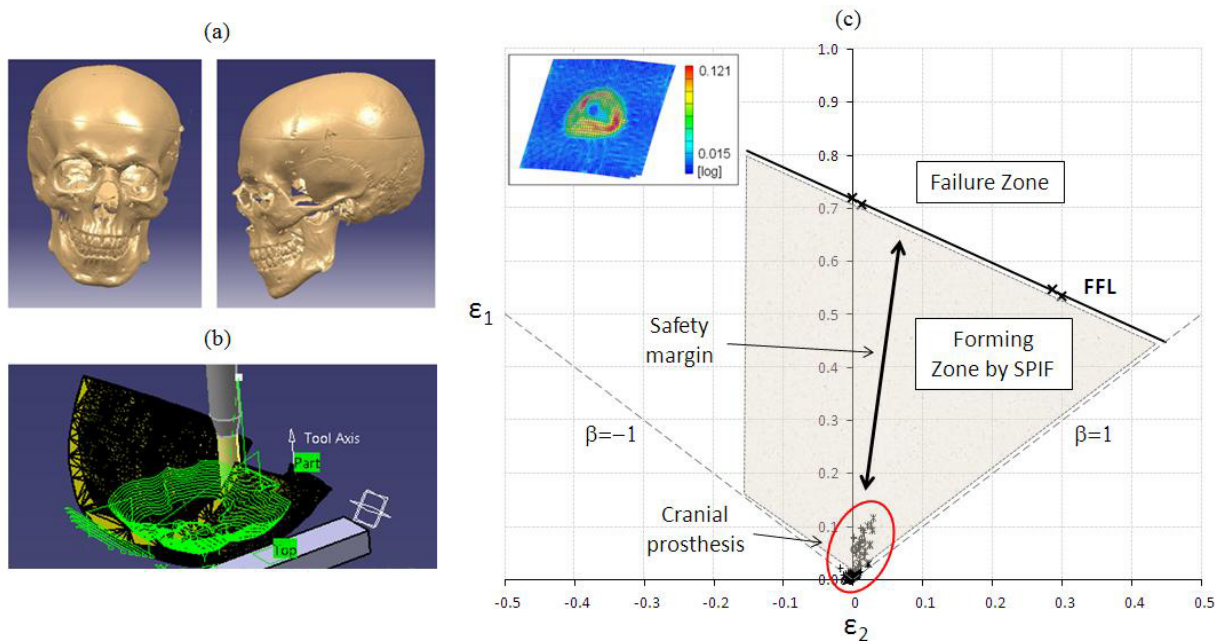 (a)
(b)
Tool Axis
Part
Top
(c)
1.0
0.9
0.8
0.7
0.6
0.5
0.4
0.3
0.2
0.1
0.0
0.121
0.015
[log]
Failure Zone
FFL
Safety
margin
Forming
Zone by SPIF
ε1
β=-1
β=1
Cranial
prosthesis
-0.5 -0.4 -0.3 -0.2 -0.1 0 0.1 0.2 0.3 0.4 0.5
ε2